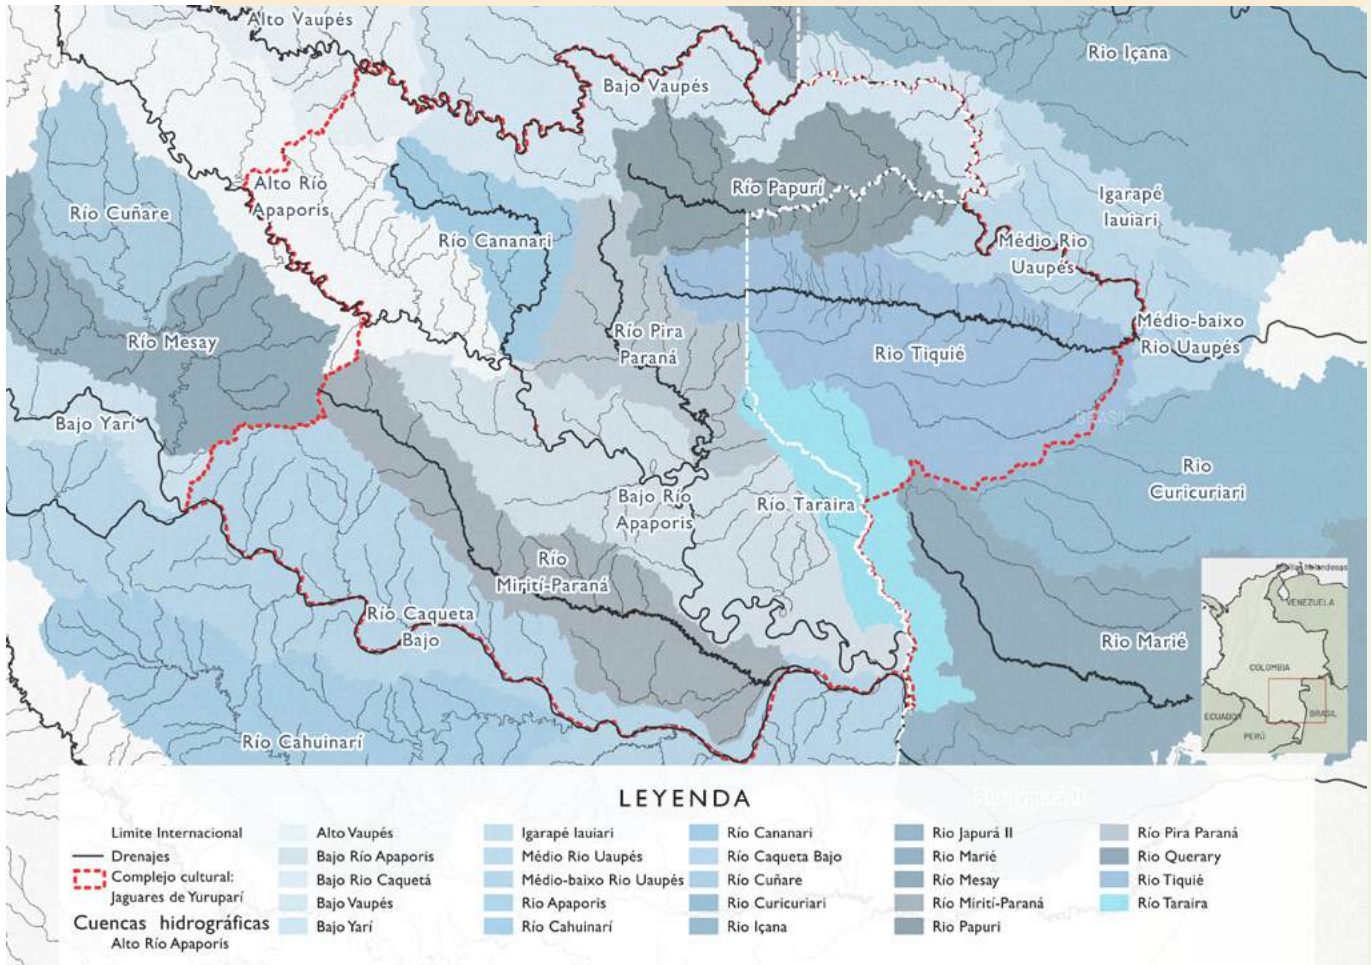 Alto Vaupés
Rio Içana
Bajo Vaupés
Alto Río
Apaporis
Río Papurí
Igarapé
Iauiari
Río Cuñare
Río Cananari
Médio Rio
Uaupés
Río Mesay
Río Pira
Paraná
Rio Tiquié
Médio-baixo
Rio Uaupés
Bajo Yarí
BRASIL
Rio
Curicuriari
Bajo Río
Apaporis
Río Taraira
Río
Mirití-Paraná
Río Caqueta
Bajo
Rio Marié
Río Cahuinarí
VENEZUELA
COLOMBIA
ECUADOR
BRASIL
PERÚ
LEYENDA
Limite Internacional
Drenajes
Complejo cultural:
Jaguares de Yuruparí
Cuencas hidrográficas
Alto Río Apaporis
Alto Vaupés
Bajo Río Apaporis
Bajo Rio Caquetá
Bajo Vaupés
Bajo Yarí
Igarapé Iauiari
Médio Rio Uaupés
Médio-baixo Rio Uaupés
Rio Apaporis
Río Cahuinarí
Río Cananari
Río Caqueta Bajo
Río Cuñare
Rio Curicuriari
Rio Içana
Rio Japurá II
Rio Marié
Río Mesay
Río Mirití-Paraná
Rio Papuri
Río Pira Paraná
Rio Querary
Rio Tiquié
Río Taraira